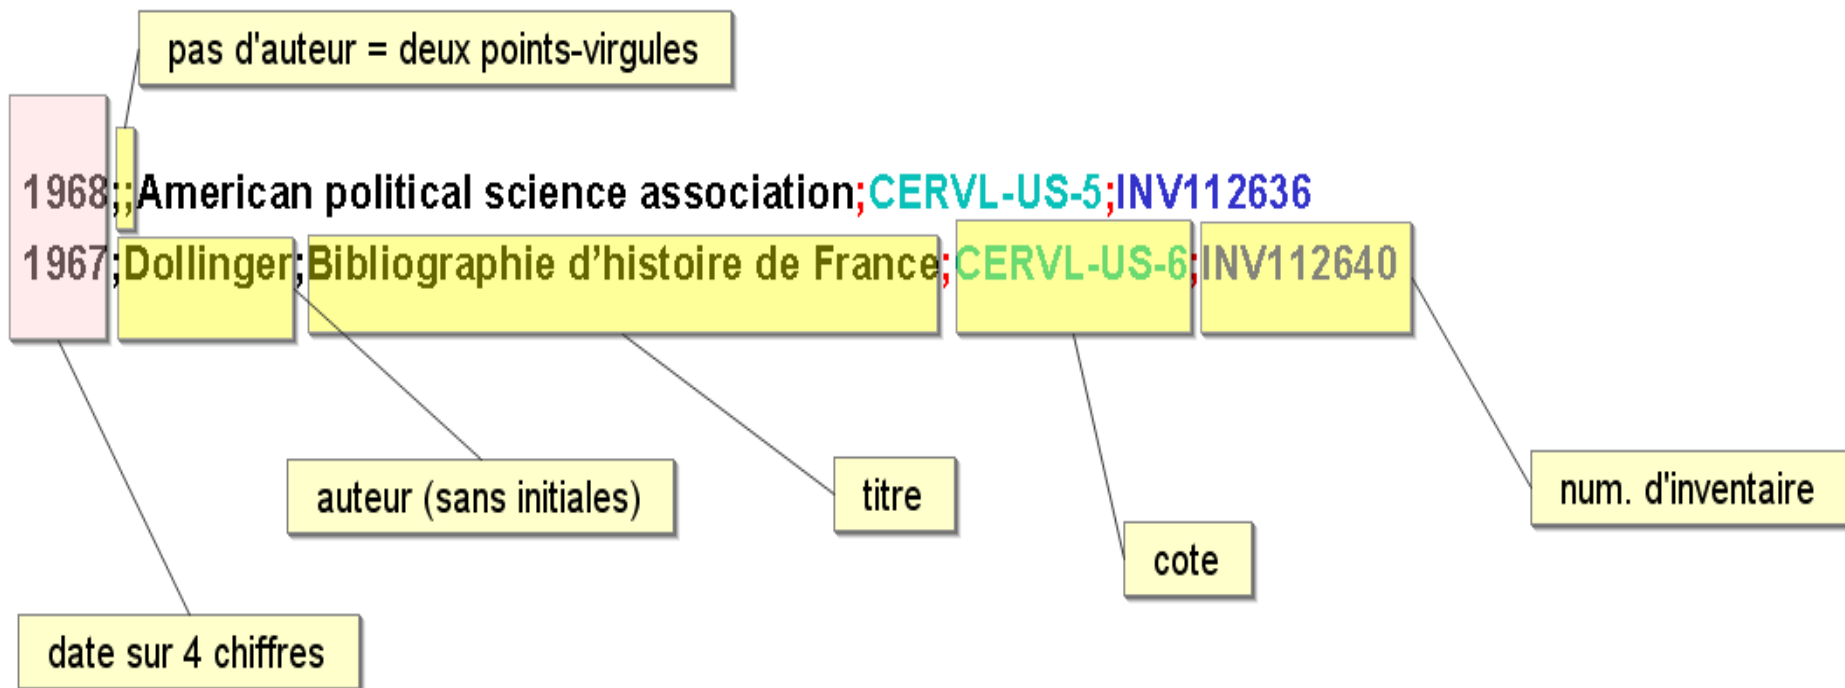 pas d'auteur = deux points-virgules
1968;;American political science association;CERVL-US-5;INV112636
1967;Dollinger;Bibliographie d’histoire de France;CERVL-US-6;INV112640
auteur (sans initiales)
titre
num. d'inventaire
cote
date sur 4 chiffres